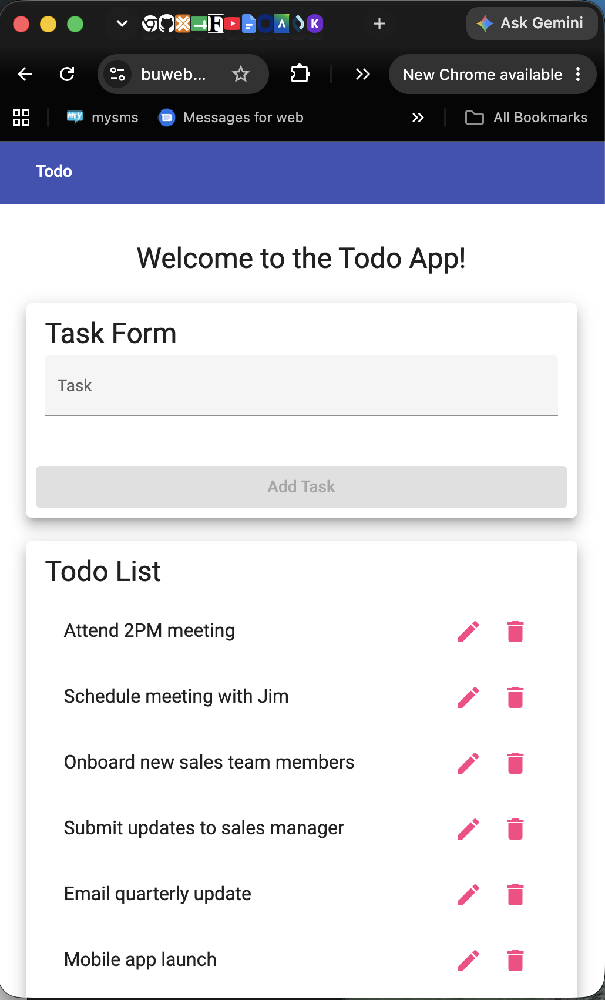 Ask Gemini
buweb...
New Chrome available
mysms
Messages for web
All Bookmarks
Todo
Welcome to the Todo App!
Task Form
Task
Add Task
Todo List
Attend 2PM meeting
Schedule meeting with Jim
Onboard new sales team members
Submit updates to sales manager
Email quarterly update
Mobile app launch